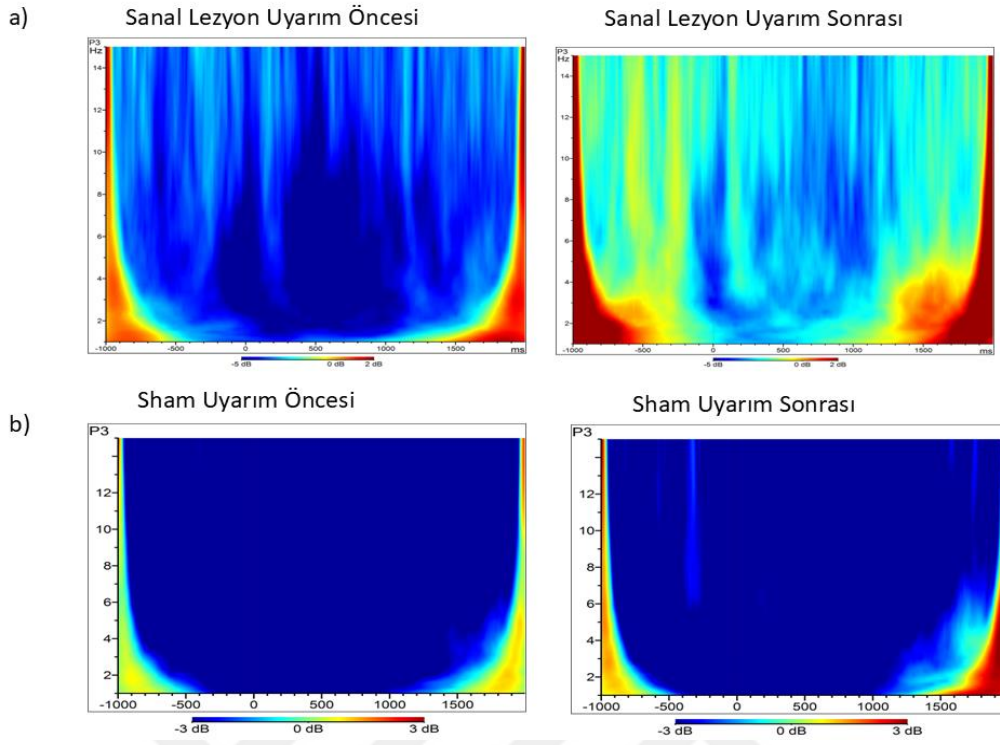 a)
Sanal Lezyon Uyarım Öncesi
P3
Hz
14
12
10
8
6
4
2
-1000 -500 0 500 1000 1500 ms
-5 dB 0 dB 2 dB
Sanal Lezyon Uyarım Sonrası
P3
Hz
14
12
10
8
6
4
2
-1000 -500 0 500 1000 1500 ms
-5 dB 0 dB 2 dB
b)
Sham Uyarım Öncesi
P3
12
10
8
6
4
2
-1000 -500 0 500 1000 1500
-3 dB 0 dB 3 dB
Sham Uyarım Sonrası
P3
12
10
8
6
4
2
-1000 -500 0 500 1000 1500
-3 dB 0 dB 3 dB